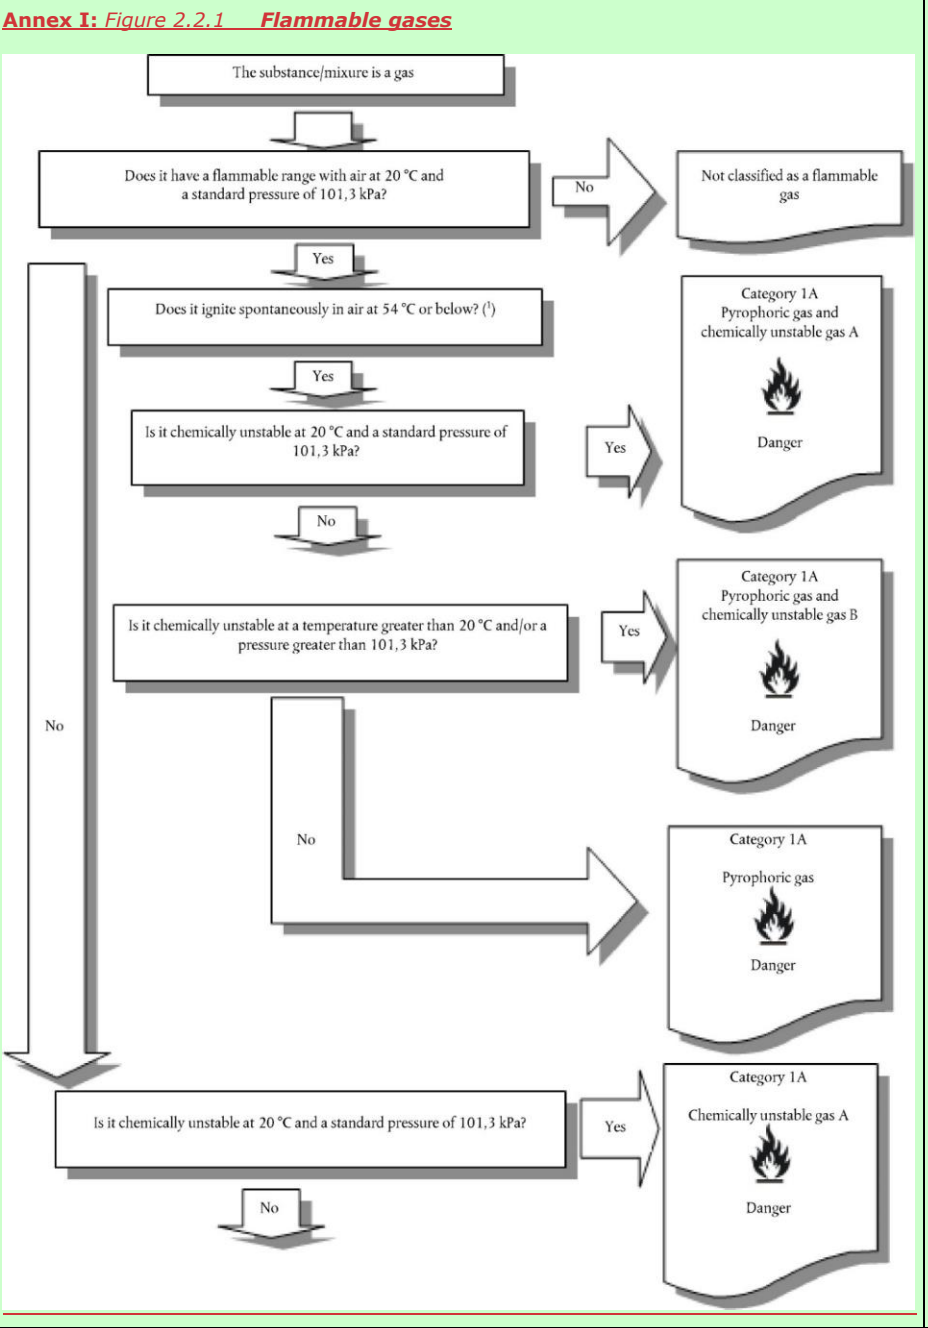 Annex I: Figure 2.2.1 Flammable gases
The substance/mixture is a gas
Does it have a flammable range with air at 20 °C and
a standard pressure of 101,3 kPa?
No
Not classified as a flammable
gas
Yes
Does it ignite spontaneously in air at 54 °C or below? (¹)
Category 1A
Pyrophoric gas and
chemically unstable gas A
Danger
Yes
Is it chemically unstable at 20 °C and a standard pressure of
101,3 kPa?
Yes
No
Category 1A
Pyrophoric gas and
chemically unstable gas B
Danger
Is it chemically unstable at a temperature greater than 20 °C and/or a
pressure greater than 101,3 kPa?
Yes
No
No
Category 1A
Pyrophoric gas
Danger
Is it chemically unstable at 20 °C and a standard pressure of 101,3 kPa?
Yes
Category 1A
Chemically unstable gas A
Danger
No